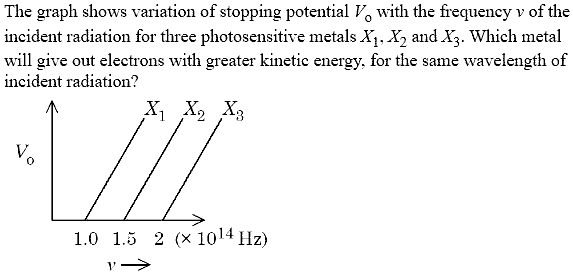 The graph shows variation of stopping potential V₀ with the frequency ν of the
incident radiation for three photosensitive metals X₁, X₂ and X₃. Which metal
will give out electrons with greater kinetic energy, for the same wavelength of
incident radiation?
X₁ X₂ X₃
V₀
1.0 1.5 2 (× 10¹⁴ Hz)
ν →